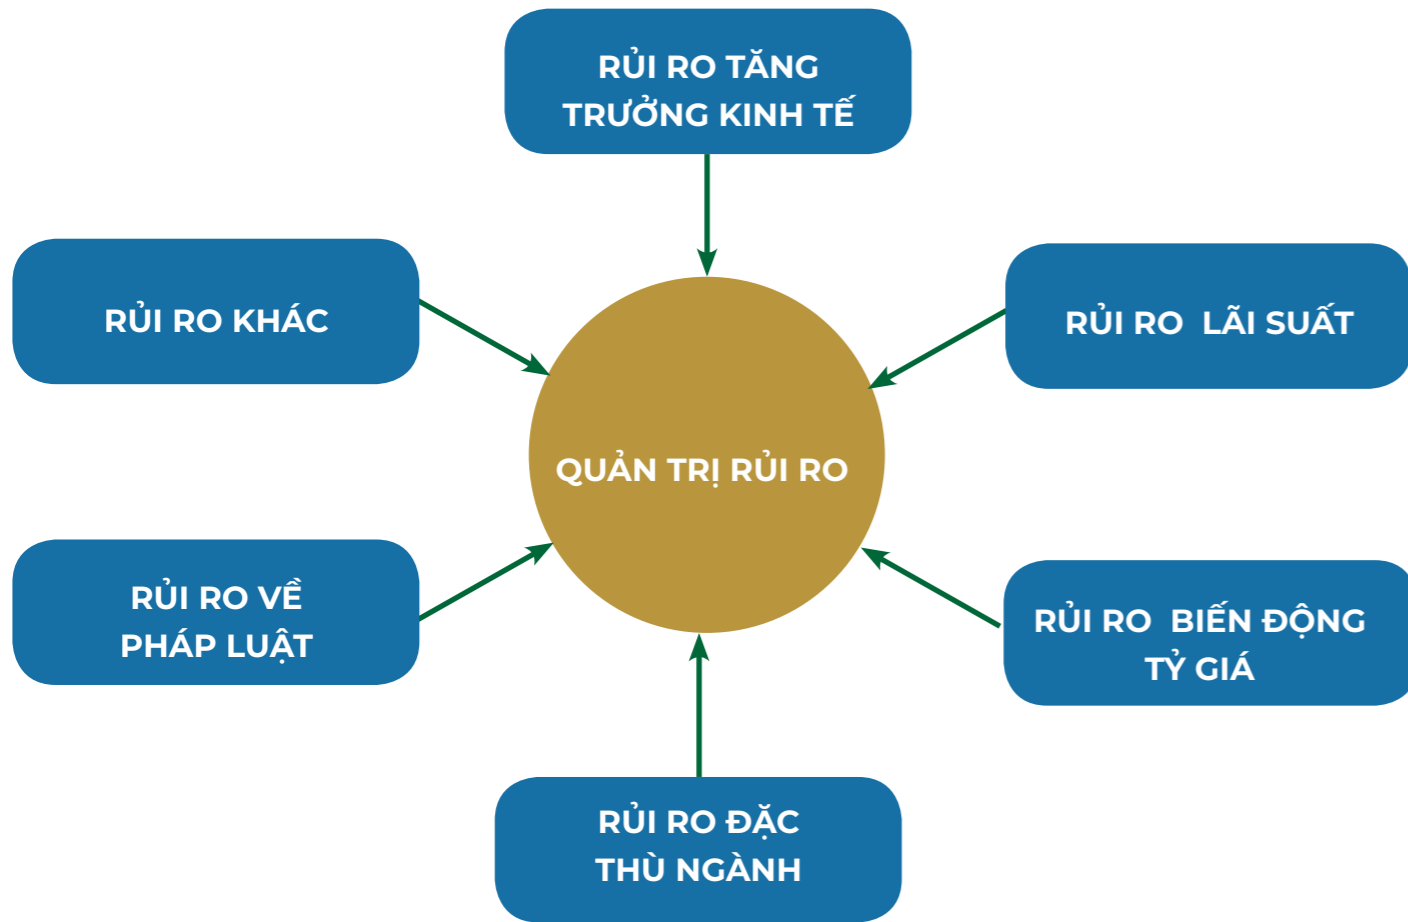 RỦI RO TĂNG
TRƯỞNG KINH TẾ
RỦI RO KHÁC
RỦI RO LÃI SUẤT
QUẢN TRỊ RỦI RO
RỦI RO VỀ
PHÁP LUẬT
RỦI RO BIẾN ĐỘNG
TỶ GIÁ
RỦI RO ĐẶC
THÙ NGÀNH